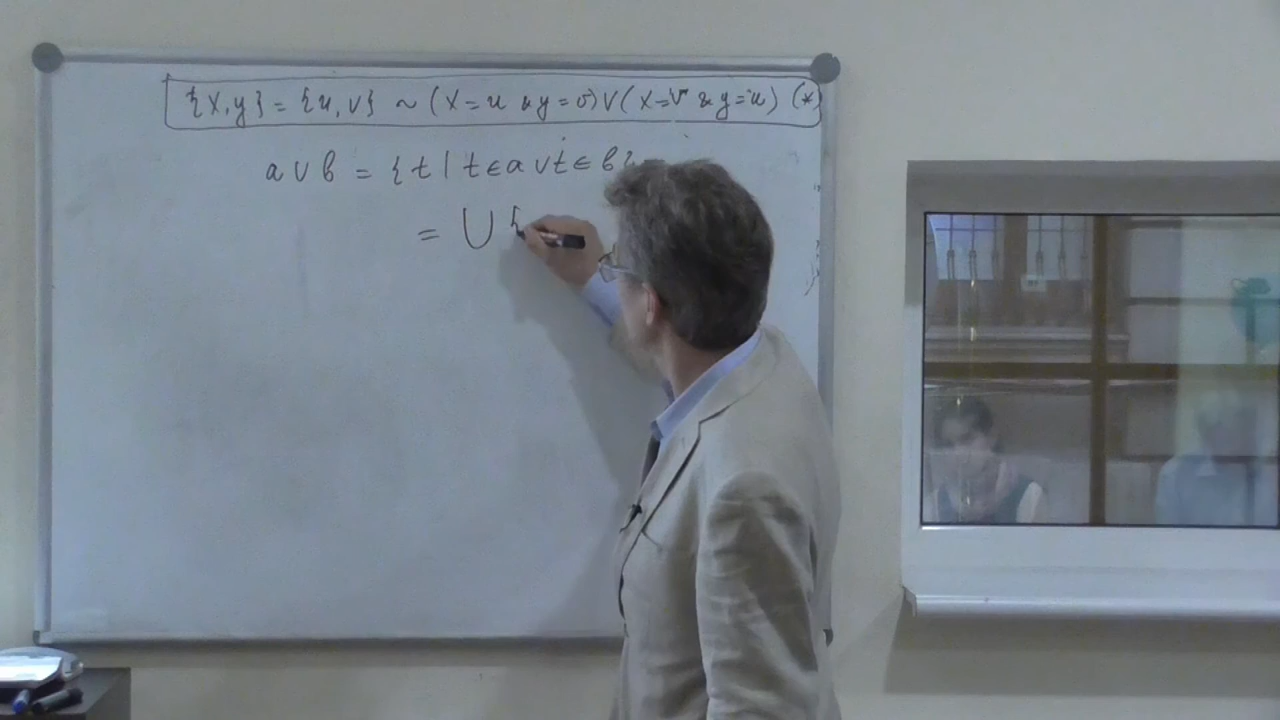 {x,y} = {u,v} ~ (x=u & y=v) ∨ (x=v & y=u) (*)
a ∪ b = {t | t ∈ a ∨ t ∈ b}
= ∪ {